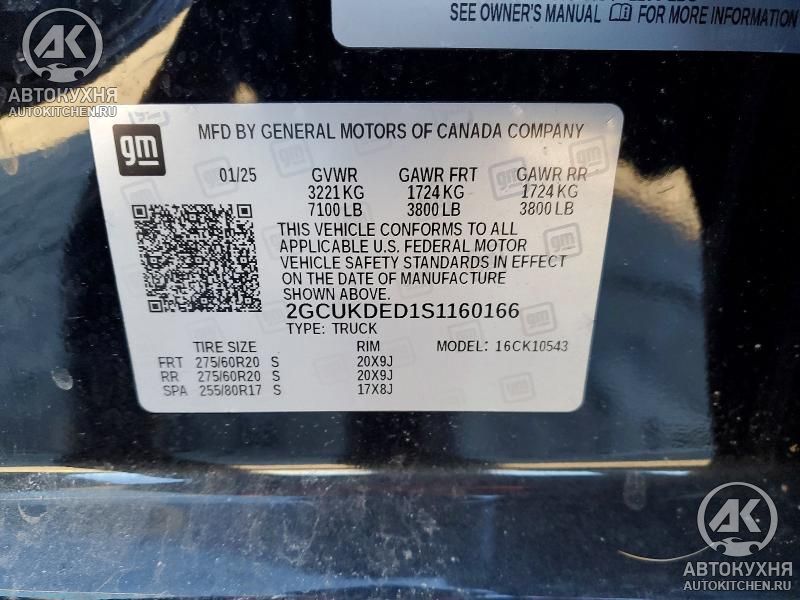 SEE OWNER'S MANUAL FOR MORE INFORMATION
AK
АВТОКУХНЯ
AUTOKITCHEN.RU
gm
MFD BY GENERAL MOTORS OF CANADA COMPANY
01/25 GVWR GAWR FRT GAWR RR
3221 KG 1724 KG 1724 KG
7100 LB 3800 LB 3800 LB
THIS VEHICLE CONFORMS TO ALL
APPLICABLE U.S. FEDERAL MOTOR
VEHICLE SAFETY STANDARDS IN EFFECT
ON THE DATE OF MANUFACTURE
SHOWN ABOVE.
2GCUKDED1S1160166
TYPE: TRUCK
TIRE SIZE RIM MODEL: 16CK10543
FRT 275/60R20 S 20X9J
RR 275/60R20 S 20X9J
SPA 255/80R17 S 17X8J
AK
АВТОКУХНЯ
AUTOKITCHEN.RU